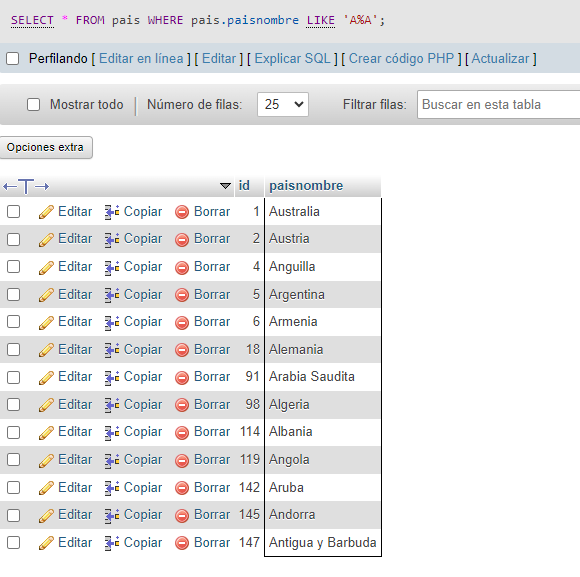 SELECT * FROM pais WHERE pais.paisnombre LIKE 'A%A';
Perfilando [ Editar en línea ] [ Editar ] [ Explicar SQL ] [ Crear código PHP ] [ Actualizar ]
Mostrar todo Número de filas: 25 Filtrar filas: Buscar en esta tabla
Opciones extra
←T→ id paisnombre
Editar Copiar Borrar 1 Australia
Editar Copiar Borrar 2 Austria
Editar Copiar Borrar 4 Anguilla
Editar Copiar Borrar 5 Argentina
Editar Copiar Borrar 6 Armenia
Editar Copiar Borrar 18 Alemania
Editar Copiar Borrar 91 Arabia Saudita
Editar Copiar Borrar 98 Algeria
Editar Copiar Borrar 114 Albania
Editar Copiar Borrar 119 Angola
Editar Copiar Borrar 142 Aruba
Editar Copiar Borrar 145 Andorra
Editar Copiar Borrar 147 Antigua y Barbuda